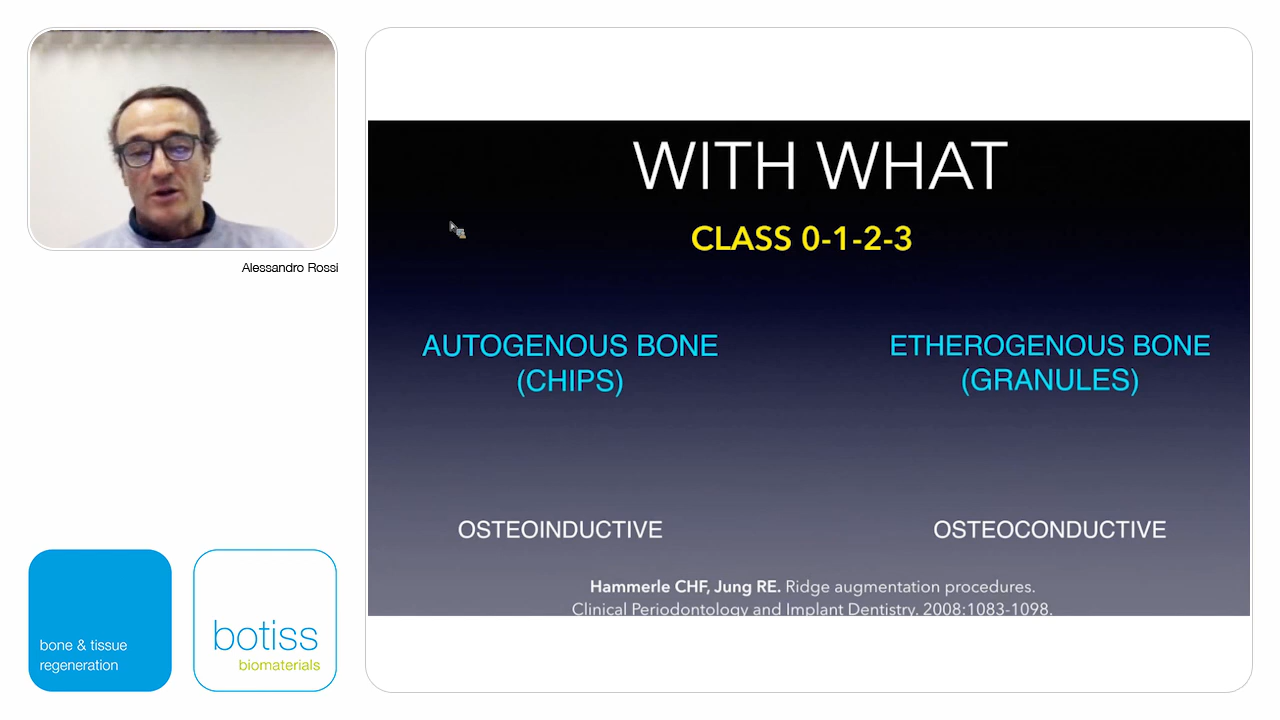 Alessandro Rossi
WITH WHAT
CLASS 0-1-2-3
AUTOGENOUS BONE
(CHIPS)
ETHEROGENOUS BONE
(GRANULES)
OSTEOINDUCTIVE
OSTEOCONDUCTIVE
Hammerle CHF, Jung RE. Ridge augmentation procedures.
Clinical Periodontology and Implant Dentistry. 2008:1083-1098.
bone & tissue
regeneration
botiss
biomaterials